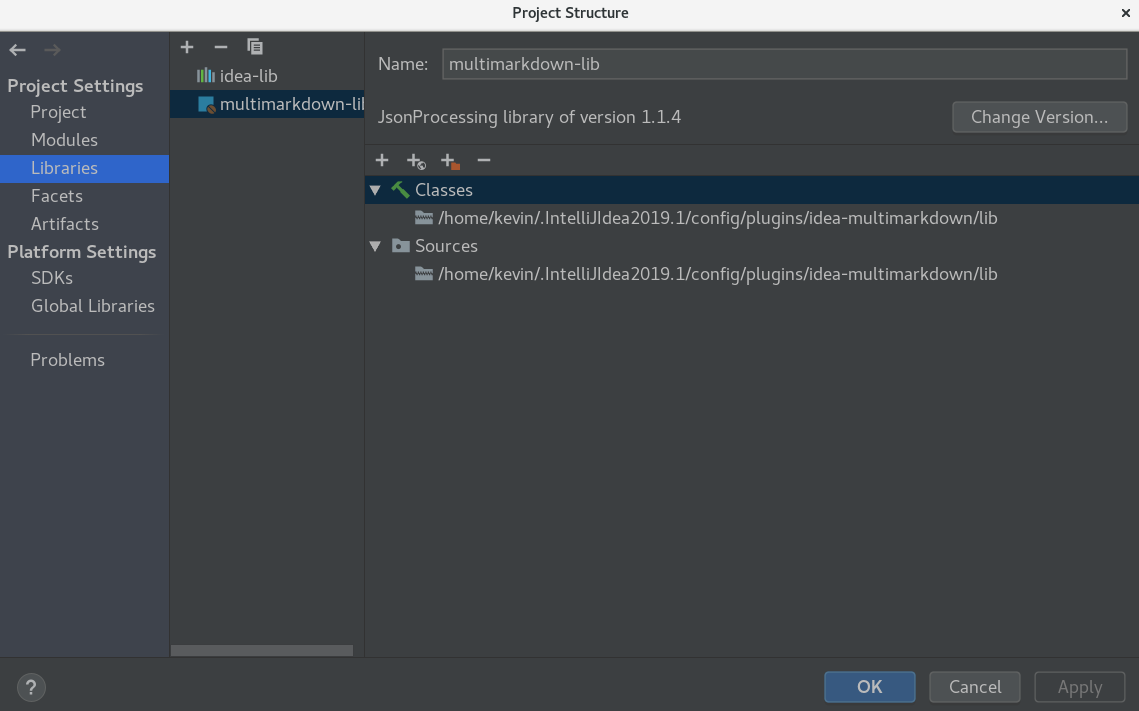 Project Structure
Project Settings
Project
Modules
Libraries
Facets
Artifacts
Platform Settings
SDKs
Global Libraries
Problems
idea-lib
multimarkdown-li
Name: multimarkdown-lib
JsonProcessing library of version 1.1.4
Change Version...
Classes
/home/kevin/.IntelliJIdea2019.1/config/plugins/idea-multimarkdown/lib
Sources
/home/kevin/.IntelliJIdea2019.1/config/plugins/idea-multimarkdown/lib
?
OK Cancel Apply